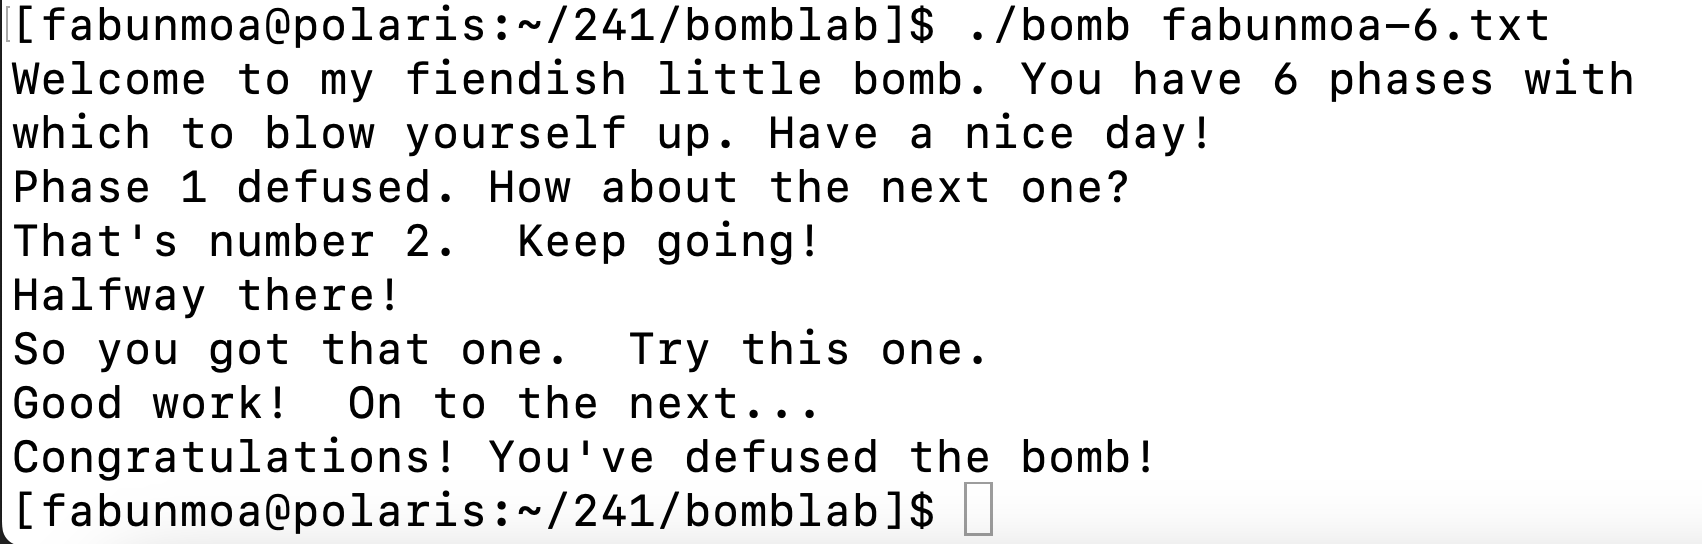 [fabunmoa@polaris:~/241/bomblab]$ ./bomb fabunmoa-6.txt
Welcome to my fiendish little bomb. You have 6 phases with
which to blow yourself up. Have a nice day!
Phase 1 defused. How about the next one?
That's number 2.  Keep going!
Halfway there!
So you got that one.  Try this one.
Good work!  On to the next...
Congratulations! You've defused the bomb!
[fabunmoa@polaris:~/241/bomblab]$